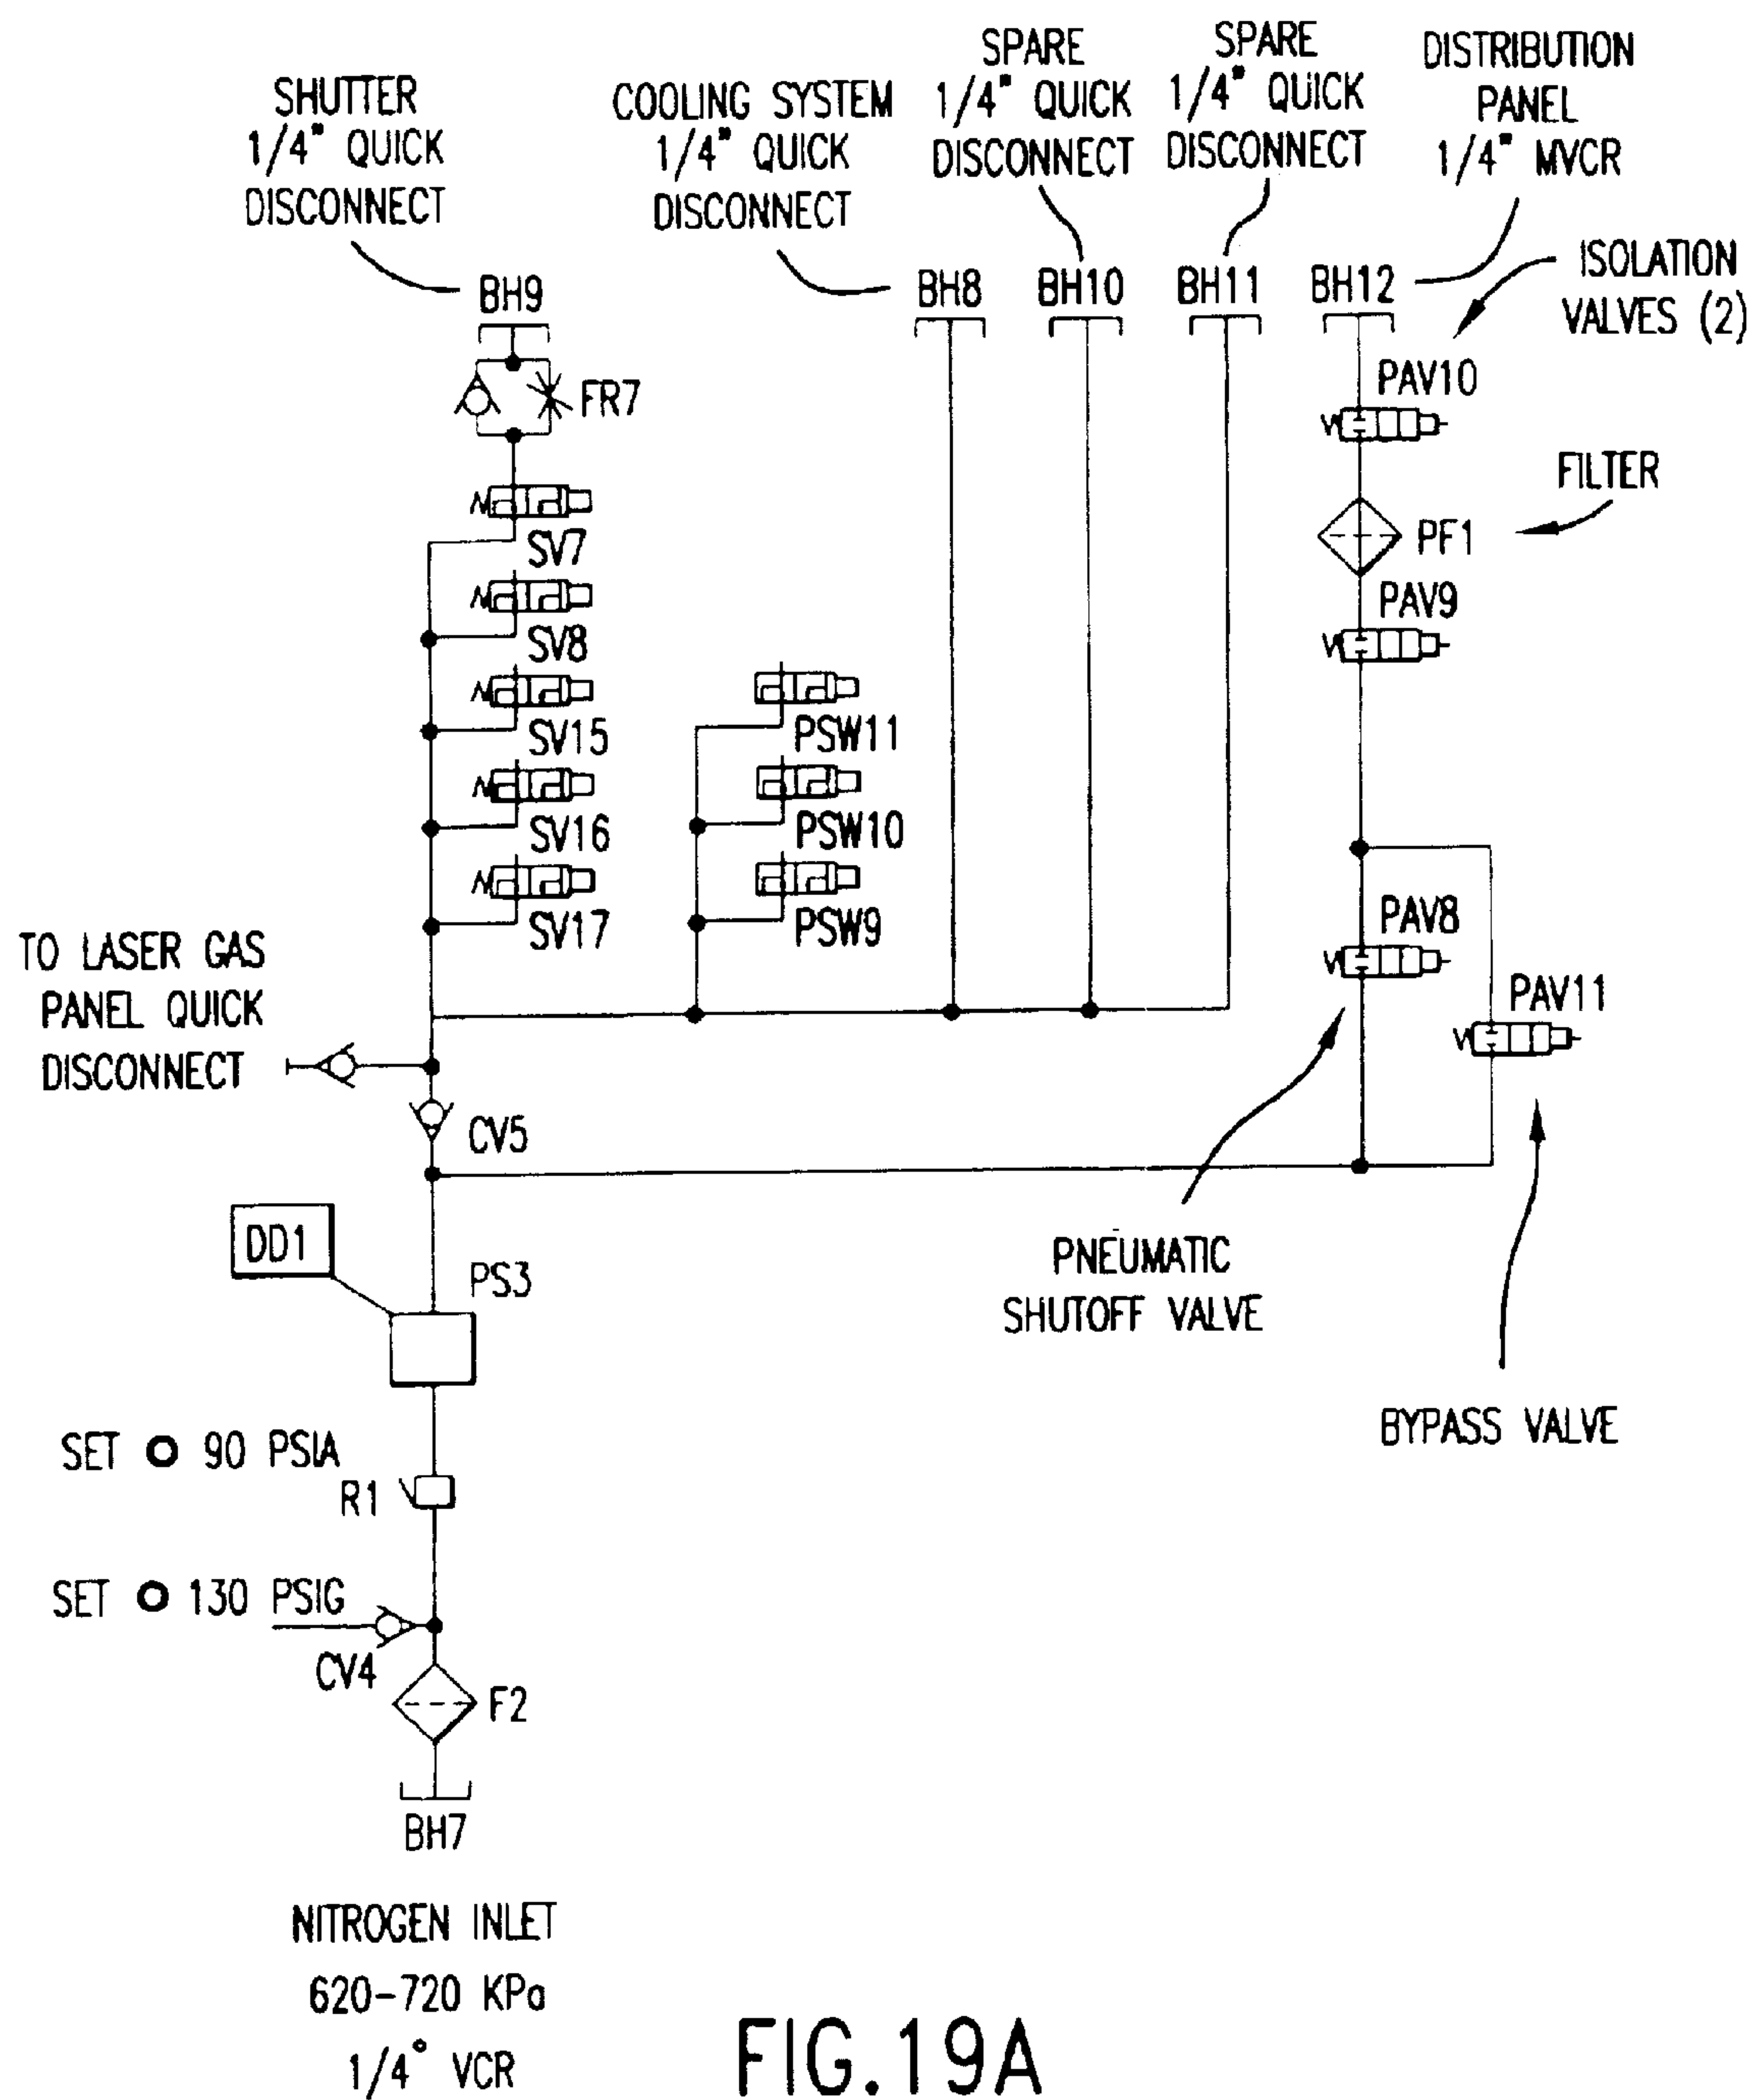 SHUTTER
1/4" QUICK
DISCONNECT
COOLING SYSTEM
1/4" QUICK
DISCONNECT
SPARE
1/4" QUICK
DISCONNECT
SPARE
1/4" QUICK
DISCONNECT
DISTRIBUTION
PANEL
1/4" MVCR
ISOLATION
VALVES (2)
BH9
BH8
BH10
BH11
BH12
FR7
PAV10
FILTER
SV7
PF1
SV8
PAV9
SV15
PSW11
SV16
PSW10
SV17
PSW9
PAV8
PAV11
TO LASER GAS
PANEL QUICK
DISCONNECT
CV5
DD1
PS3
PNEUMATIC
SHUTOFF VALVE
BYPASS VALVE
SET O 90 PSIA
R1
SET O 130 PSIG
CV4
F2
BH7
NITROGEN INLET
620-720 KPa
1/4° VCR
FIG.19A